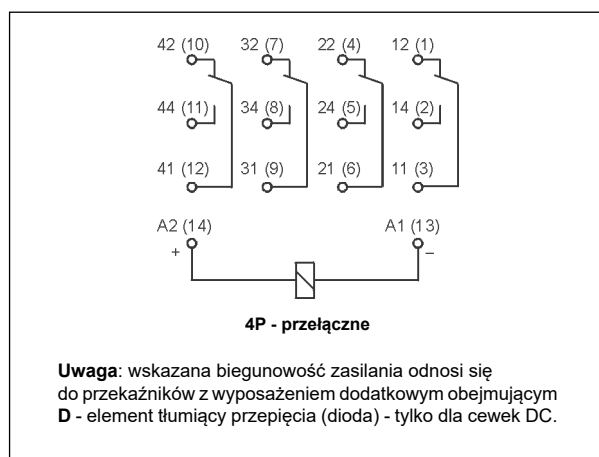 42 (10) 32 (7) 22 (4) 12 (1)
44 (11) 34 (8) 24 (5) 14 (2)
41 (12) 31 (9) 21 (6) 11 (3)
A2 (14) A1 (13)
+ –
4P - przełączne
Uwaga: wskazana biegunowość zasilania odnosi się
do przekaźników z wyposażeniem dodatkowym obejmującym
D - element tłumiący przepięcia (dioda) - tylko dla cewek DC.